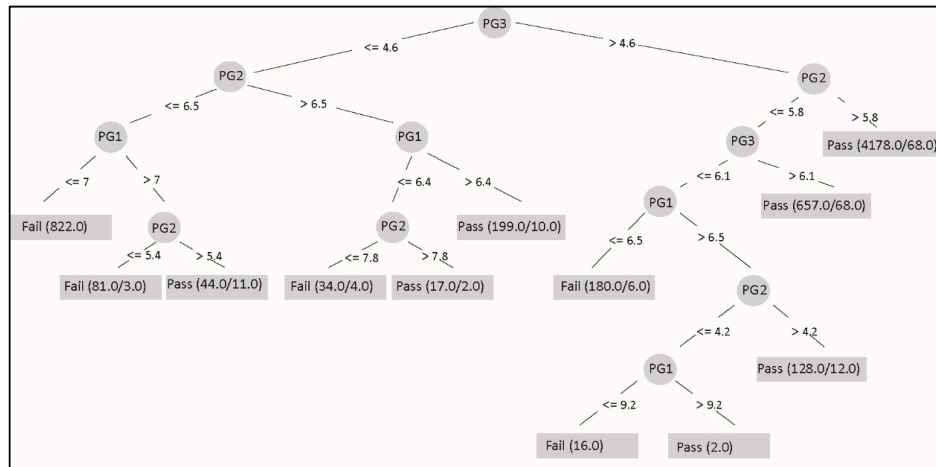 PG3
<= 4.6
> 4.6
PG2
PG2
<= 6.5
> 6.5
<= 5.8
> 5.8
PG1
PG1
PG3
Pass (4178.0/68.0)
<= 7
> 7
<= 6.4
> 6.4
<= 6.1
> 6.1
Fail (822.0)
PG2
PG2
Pass (199.0/10.0)
PG1
Pass (657.0/68.0)
<= 5.4
> 5.4
<= 7.8
> 7.8
<= 6.5
> 6.5
Fail (81.0/3.0)
Pass (44.0/11.0)
Fail (34.0/4.0)
Pass (17.0/2.0)
Fail (180.0/6.0)
PG2
<= 4.2
> 4.2
PG1
Pass (128.0/12.0)
<= 9.2
> 9.2
Fail (16.0)
Pass (2.0)